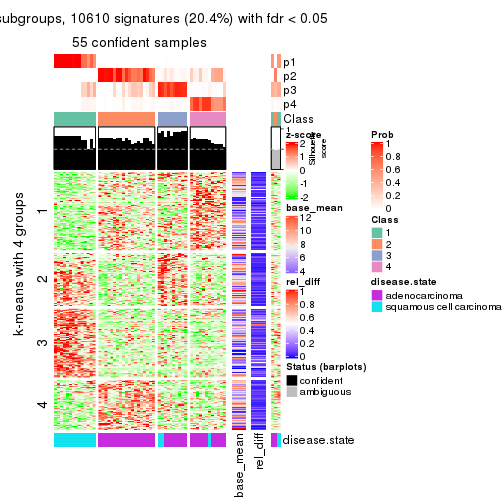 subgroups, 10610 signatures (20.4%) with fdr < 0.05
55 confident samples
p1
p2
p3
p4
Class
1
Silhouette
score
k-means with 4 groups
1
2
3
4
base_mean
rel_diff
disease.state
z-score
2
1
0
-1
-2
base_mean
12
10
8
6
4
rel_diff
1
0.8
0.6
0.4
0.2
0
Status (barplots)
confident
ambiguous
Prob
1
0.8
0.6
0.4
0.2
0
Class
1
2
3
4
disease.state
adenocarcinoma
squamous cell carcinoma